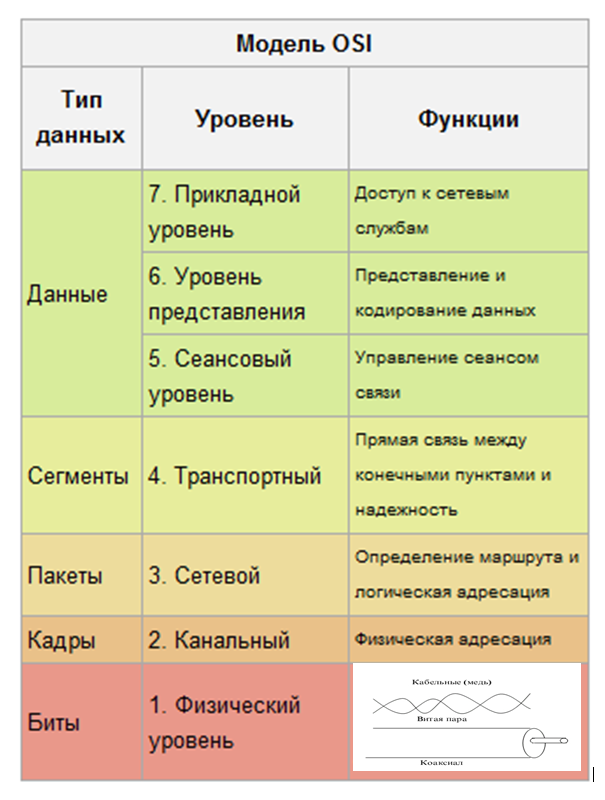 Модель OSI
Тип
данных
Уровень
Функции
Данные
7. Прикладной
уровень
Доступ к сетевым
службам
6. Уровень
представления
Представление и
кодирование данных
5. Сеансовый
уровень
Управление сеансом
связи
Сегменты
4. Транспортный
Прямая связь между
конечными пунктами и
надежность
Пакеты
3. Сетевой
Определение маршрута и
логическая адресация
Кадры
2. Канальный
Физическая адресация
Биты
1. Физический
уровень
Кабельные (медь)
Витая пара
Коаксиал